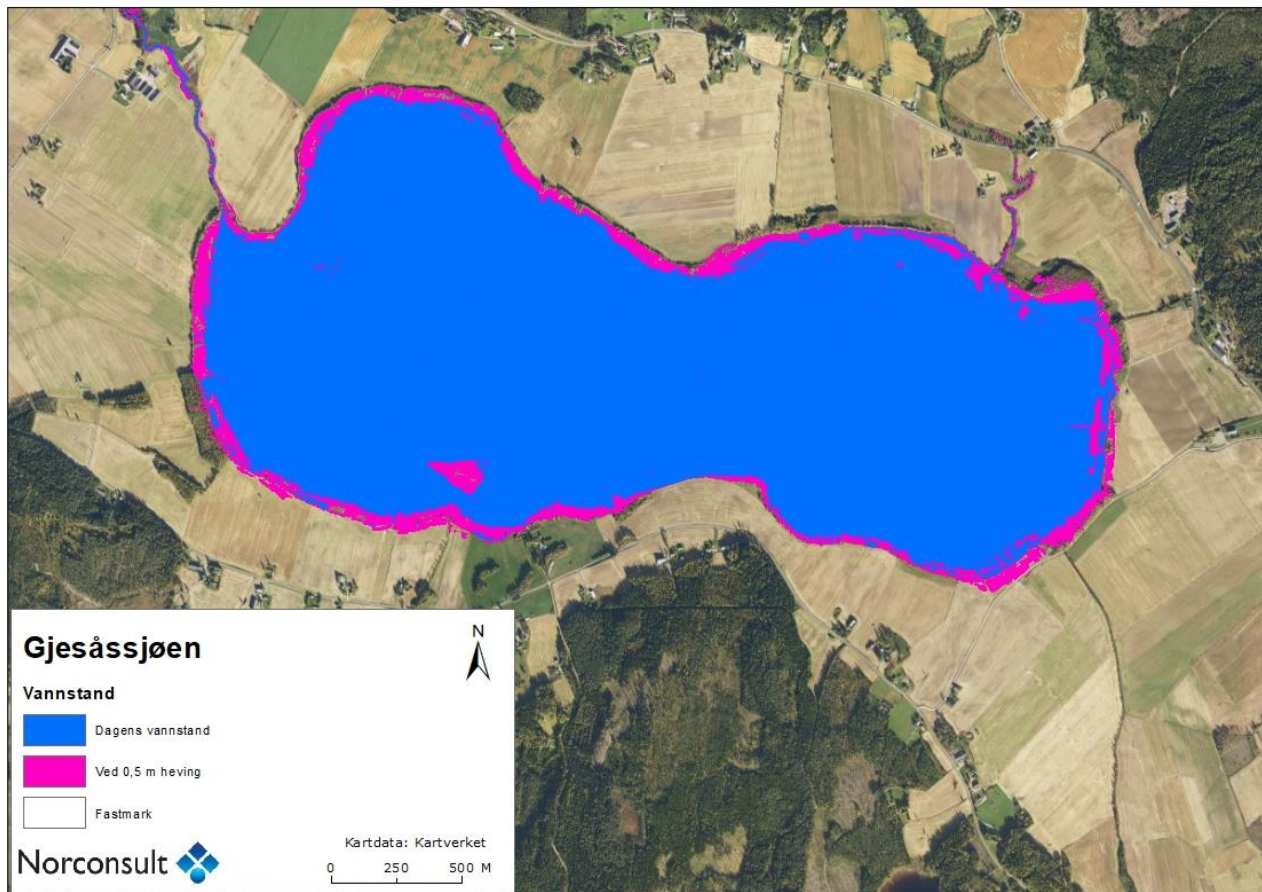 Gjesåssjøen
N
Vannstand
Dagens vannstand
Ved 0,5 m heving
Fastmark
Norconsult
Kartdata: Kartverket
0 250 500 M